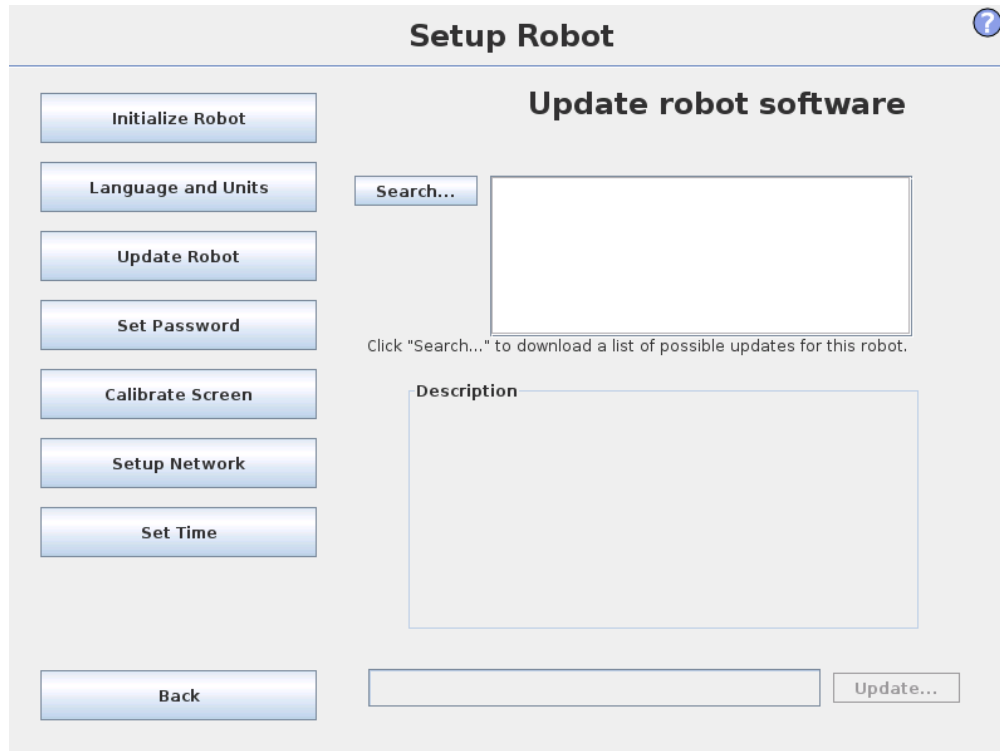 Setup Robot
?
Initialize Robot
Language and Units
Update Robot
Set Password
Calibrate Screen
Setup Network
Set Time
Back
Update robot software
Search...
Click "Search..." to download a list of possible updates for this robot.
Description
Update...